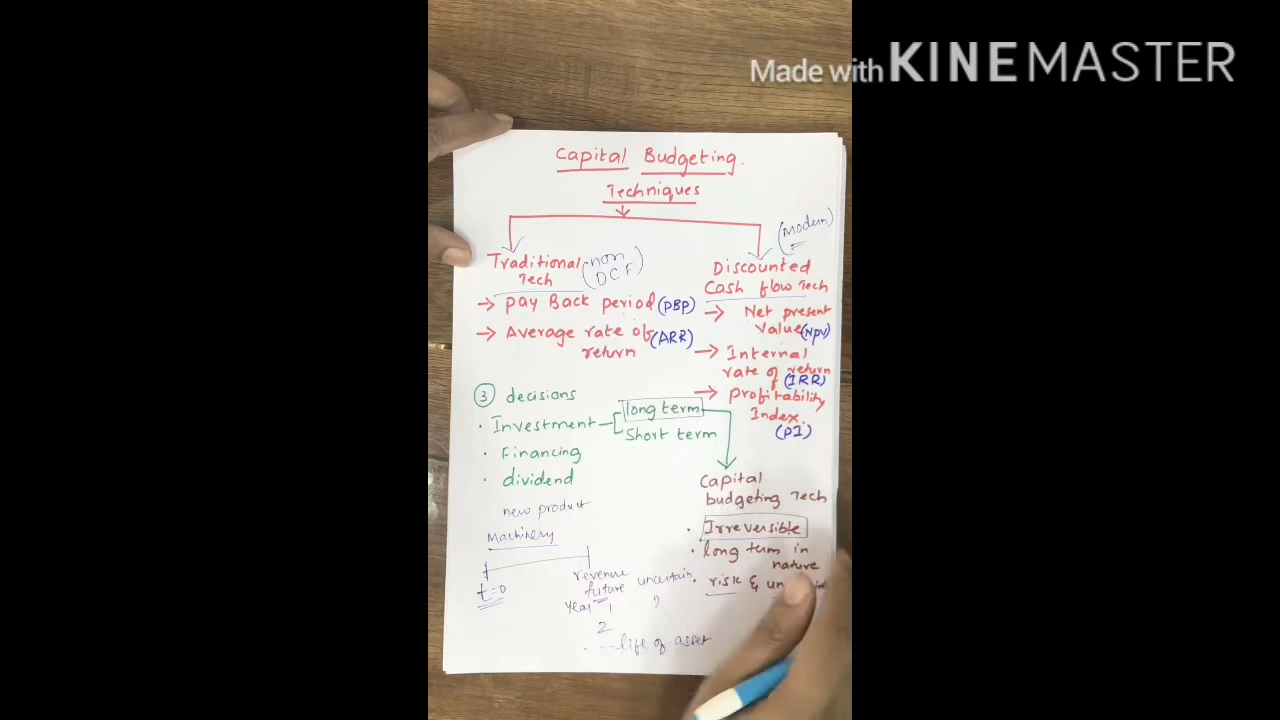 Made with KINEMASTER
Capital Budgeting.
Techniques
(modern)
Traditional (non
Tech DCF)
→ pay Back period (PBP)
→ Average rate of (ARR)
return
Discounted
Cash flow Tech
→ Net present
Value (NPV)
→ Internal
rate of return
(IRR)
→ profitability
Index.
(PI)
③ decisions
· Investment
long term
Short term
· Financing
· dividend
new product
Machinery
t=0
revenue
future
uncertain,
year 1
2
life of asset
Capital
budgeting Tech
· Irreversible
· long term in
nature
· risk &